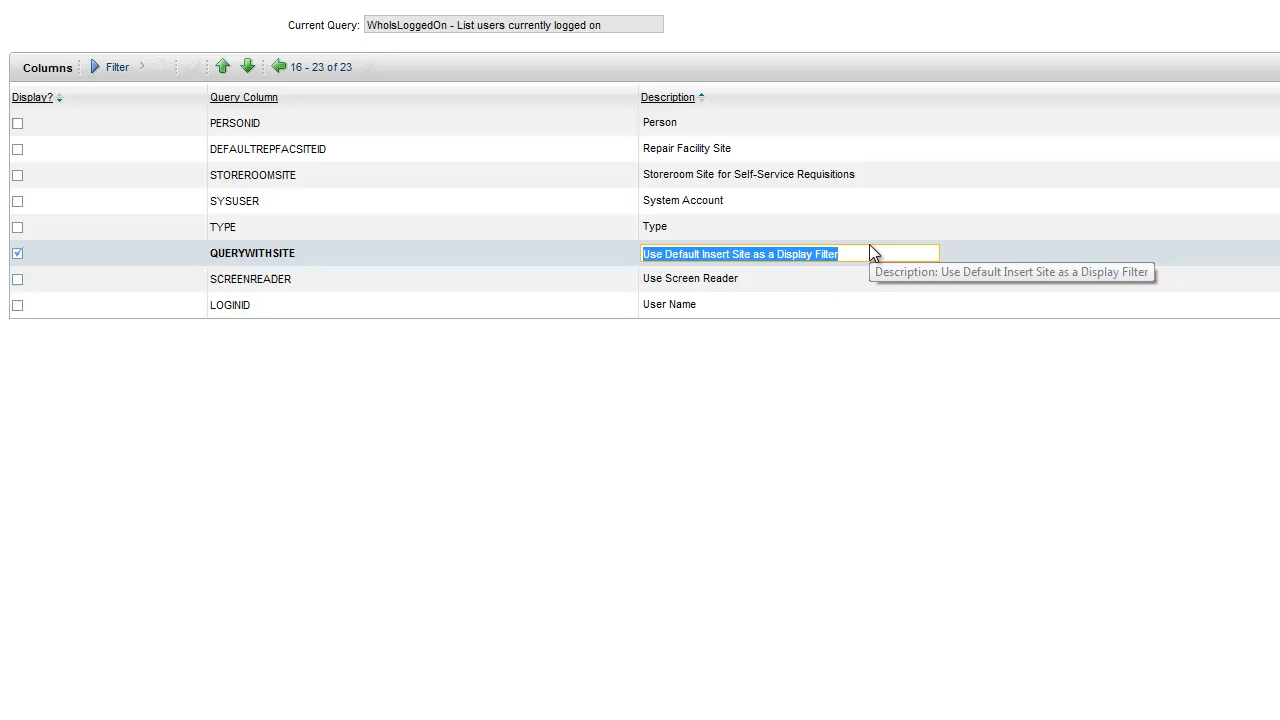 Current Query: WhoIsLoggedOn - List users currently logged on
Columns Filter 16 - 23 of 23
Display? Query Column Description
PERSONID Person
DEFAULTREPFACSITEID Repair Facility Site
STOREROOMSITE Storeroom Site for Self-Service Requisitions
SYSUSER System Account
TYPE Type
QUERYWITHSITE Use Default Insert Site as a Display Filter
Description: Use Default Insert Site as a Display Filter
SCREENREADER Use Screen Reader
LOGINID User Name